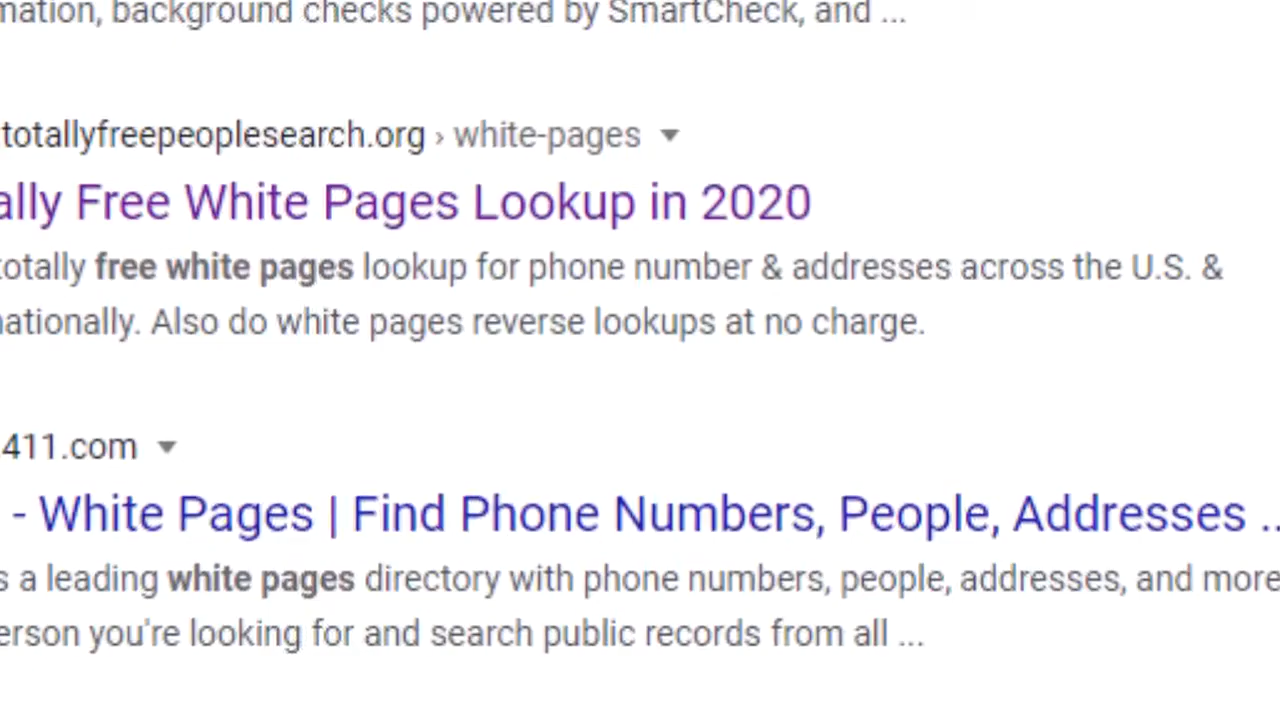 mation, background checks powered by SmartCheck, and ...
totallyfreepeoplesearch.org › white-pages
ally Free White Pages Lookup in 2020
totally free white pages lookup for phone number & addresses across the U.S. &
nationally. Also do white pages reverse lookups at no charge.
411.com
- White Pages | Find Phone Numbers, People, Addresses ..
s a leading white pages directory with phone numbers, people, addresses, and more
erson you're looking for and search public records from all ...